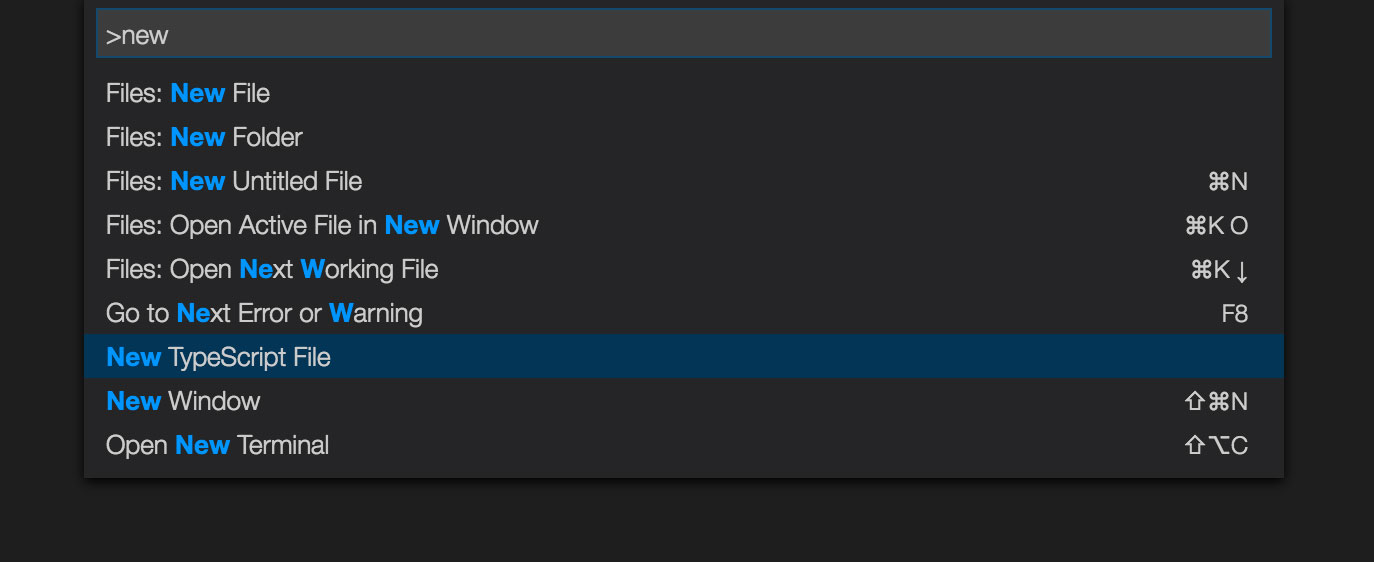 >new
Files: New File
Files: New Folder
Files: New Untitled File ⌘N
Files: Open Active File in New Window ⌘K O
Files: Open Next Working File ⌘K ↓
Go to Next Error or Warning F8
New TypeScript File
New Window ⇧⌘N
Open New Terminal ⇧⌥C